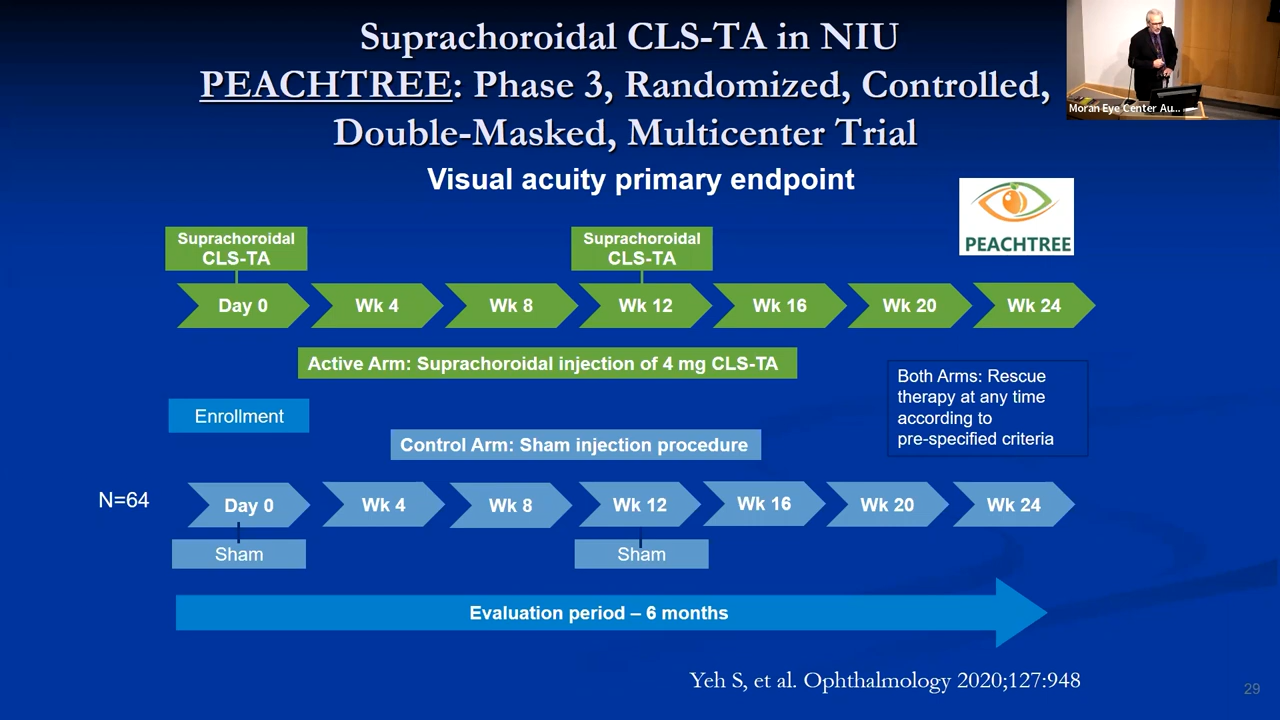 Suprachoroidal CLS-TA in NIU
PEACHTREE: Phase 3, Randomized, Controlled,
Double-Masked, Multicenter Trial
Moran Eye Center Au...
Visual acuity primary endpoint
PEACHTREE
Suprachoroidal
CLS-TA
Suprachoroidal
CLS-TA
Day 0
Wk 4
Wk 8
Wk 12
Wk 16
Wk 20
Wk 24
Active Arm: Suprachoroidal injection of 4 mg CLS-TA
Both Arms: Rescue
therapy at any time
according to
pre-specified criteria
Enrollment
Control Arm: Sham injection procedure
N=64
Day 0
Wk 4
Wk 8
Wk 12
Wk 16
Wk 20
Wk 24
Sham
Sham
Evaluation period – 6 months
Yeh S, et al. Ophthalmology 2020;127:948
29